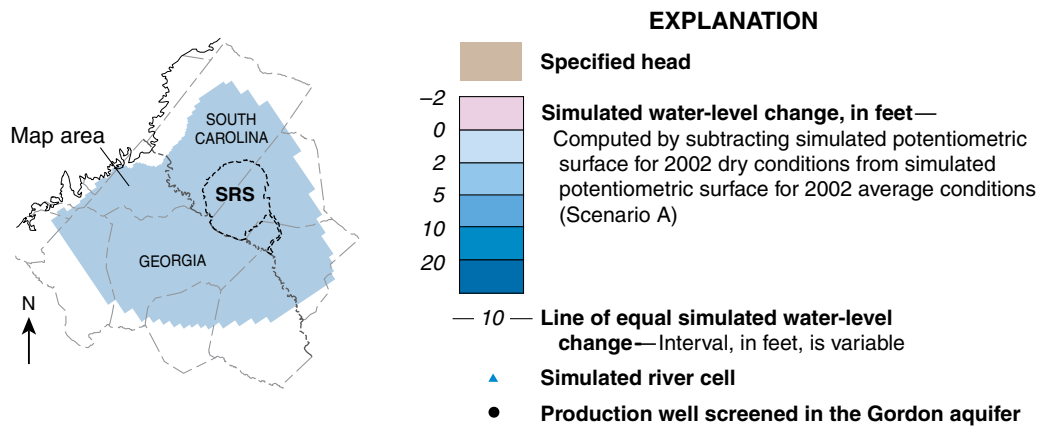 EXPLANATION
Specified head
–2
0
2
5
10
20
Simulated water-level change, in feet—
Computed by subtracting simulated potentiometric
surface for 2002 dry conditions from simulated
potentiometric surface for 2002 average conditions
(Scenario A)
— 10 — Line of equal simulated water-level
change—Interval, in feet, is variable
Simulated river cell
Production well screened in the Gordon aquifer
Map area
SOUTH
CAROLINA
SRS
GEORGIA
N